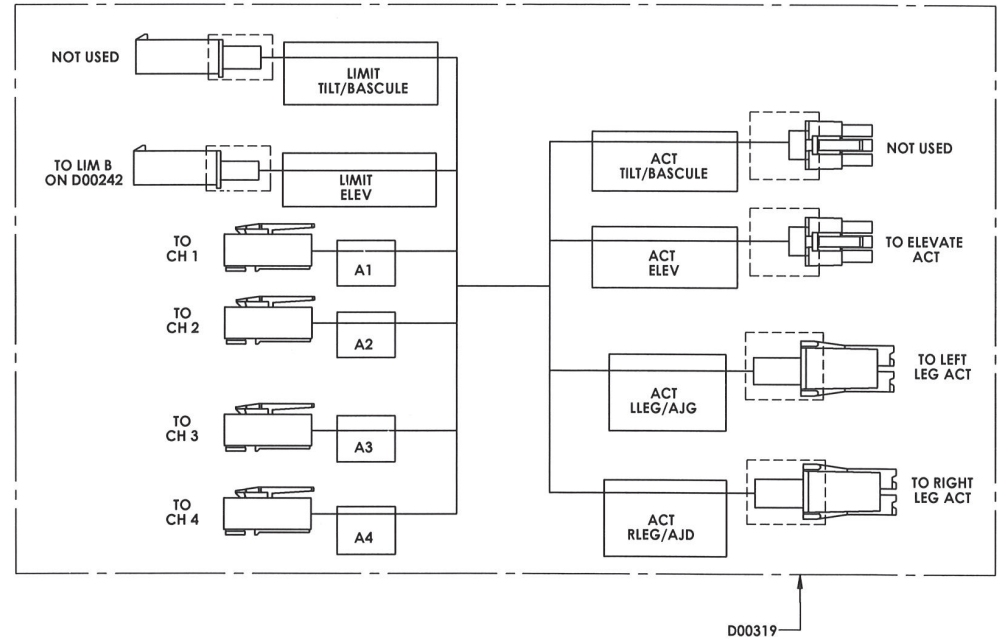 NOT USED
LIMIT
TILT/BASCULE
TO LIM B
ON D00242
LIMIT
ELEV
TO
CH 1
A1
TO
CH 2
A2
TO
CH 3
A3
TO
CH 4
A4
ACT
TILT/BASCULE
NOT USED
ACT
ELEV
TO ELEVATE
ACT
ACT
LLEG/AJG
TO LEFT
LEG ACT
ACT
RLEG/AJD
TO RIGHT
LEG ACT
D00319